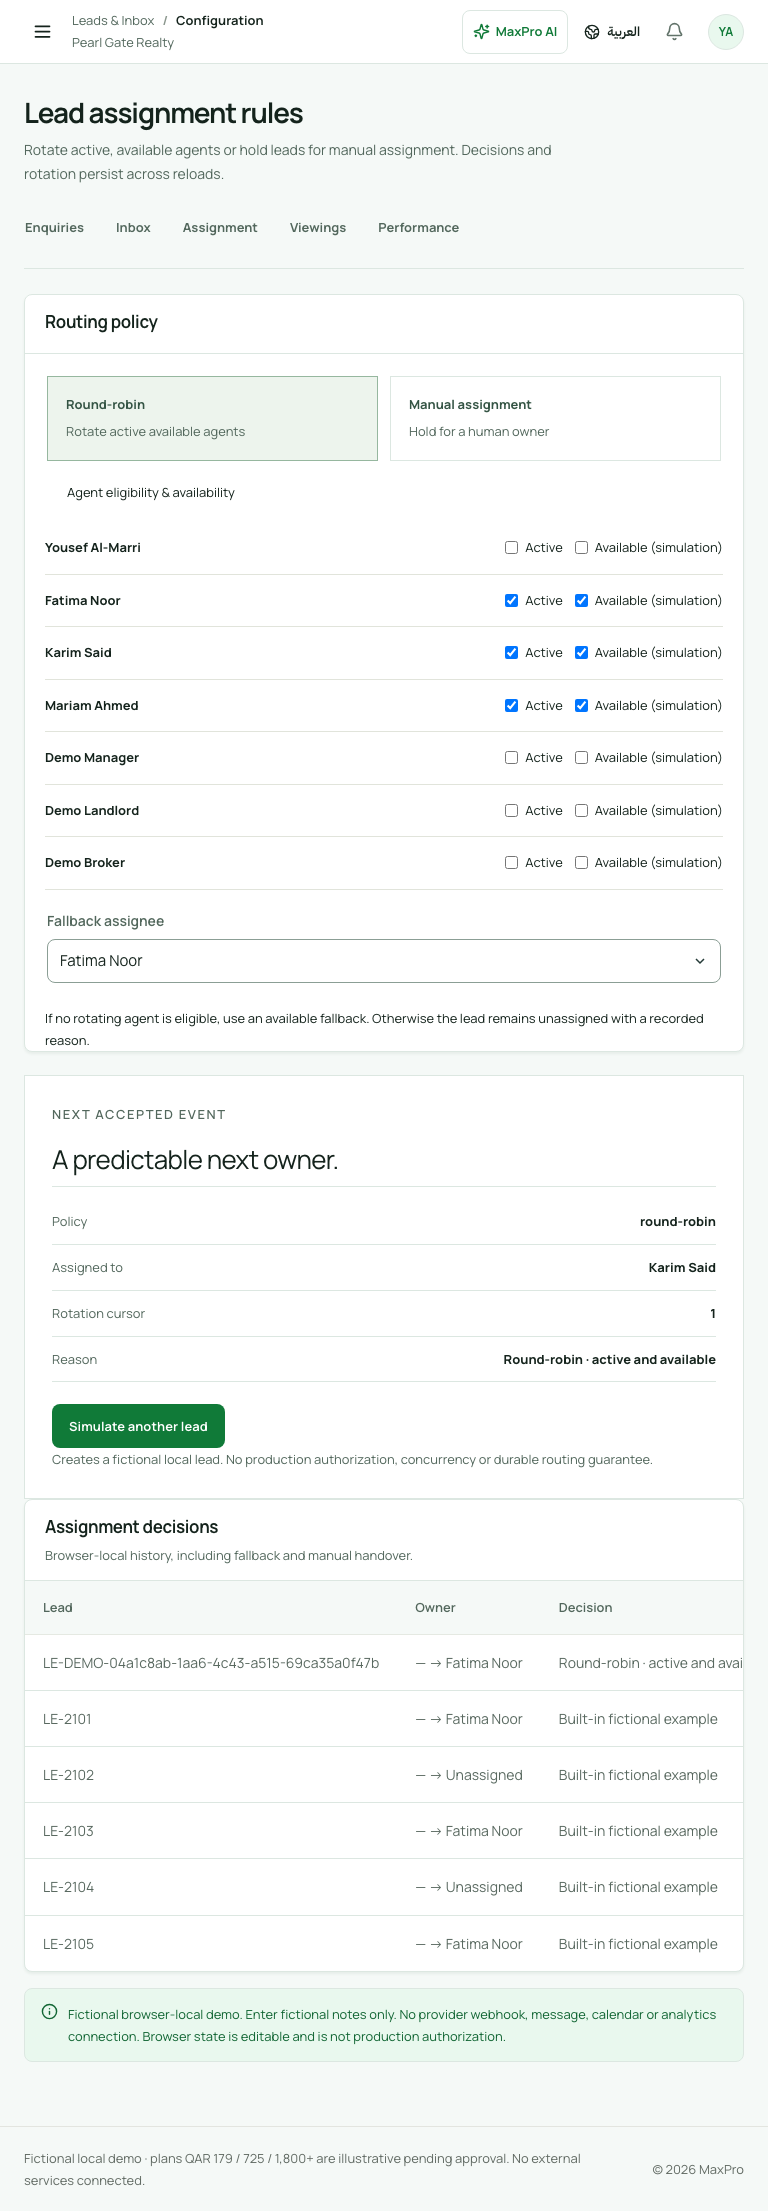 Leads & Inbox / Configuration
Pearl Gate Realty
MaxPro AI
العربية
YA
Lead assignment rules
Rotate active, available agents or hold leads for manual assignment. Decisions and
rotation persist across reloads.
Enquiries Inbox Assignment Viewings Performance
Routing policy
Round-robin
Rotate active available agents
Manual assignment
Hold for a human owner
Agent eligibility & availability
Yousef Al-Marri Active Available (simulation)
Fatima Noor Active Available (simulation)
Karim Said Active Available (simulation)
Mariam Ahmed Active Available (simulation)
Demo Manager Active Available (simulation)
Demo Landlord Active Available (simulation)
Demo Broker Active Available (simulation)
Fallback assignee
Fatima Noor
If no rotating agent is eligible, use an available fallback. Otherwise the lead remains unassigned with a recorded
reason.
NEXT ACCEPTED EVENT
A predictable next owner.
Policy round-robin
Assigned to Karim Said
Rotation cursor 1
Reason Round-robin · active and available
Simulate another lead
Creates a fictional local lead. No production authorization, concurrency or durable routing guarantee.
Assignment decisions
Browser-local history, including fallback and manual handover.
Lead Owner Decision
LE-DEMO-04a1c8ab-1aa6-4c43-a515-69ca35a0f47b — → Fatima Noor Round-robin · active and avai
LE-2101 — → Fatima Noor Built-in fictional example
LE-2102 — → Unassigned Built-in fictional example
LE-2103 — → Fatima Noor Built-in fictional example
LE-2104 — → Unassigned Built-in fictional example
LE-2105 — → Fatima Noor Built-in fictional example
Fictional browser-local demo. Enter fictional notes only. No provider webhook, message, calendar or analytics
connection. Browser state is editable and is not production authorization.
Fictional local demo · plans QAR 179 / 725 / 1,800+ are illustrative pending approval. No external
services connected.
© 2026 MaxPro